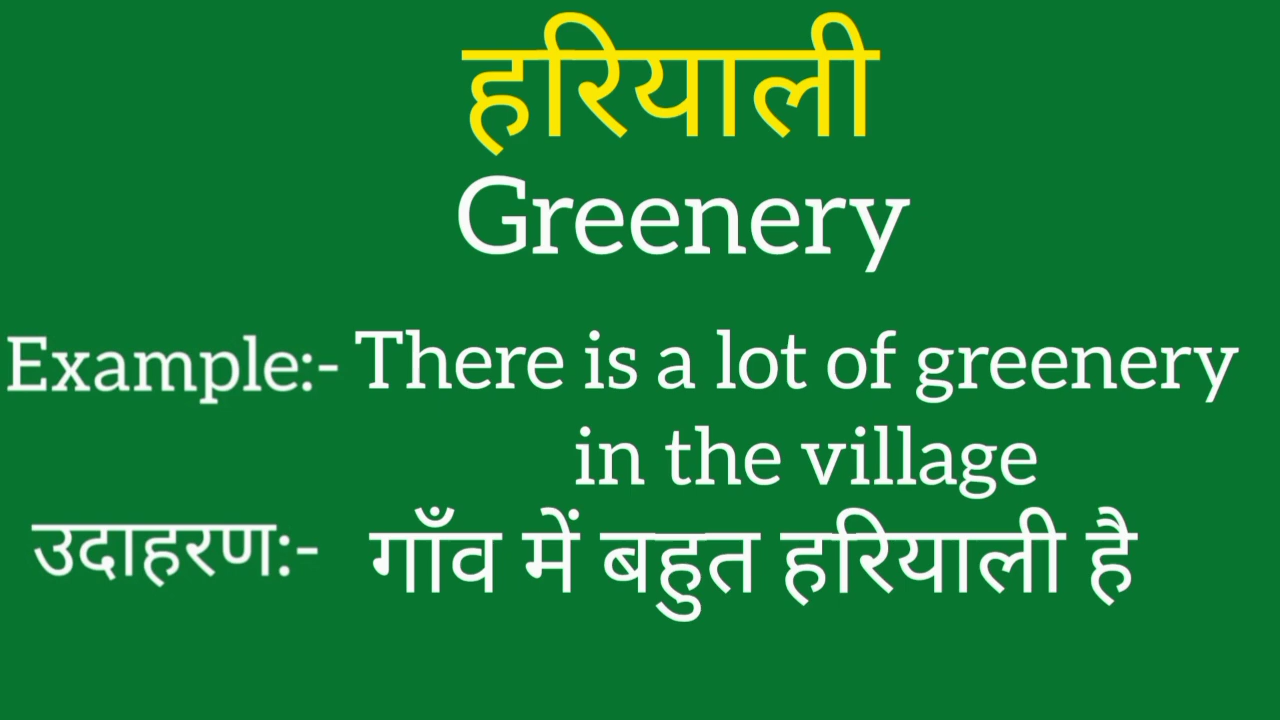 हरियाली
Greenery
Example:- There is a lot of greenery
in the village
उदाहरण:- गाँव में बहुत हरियाली है